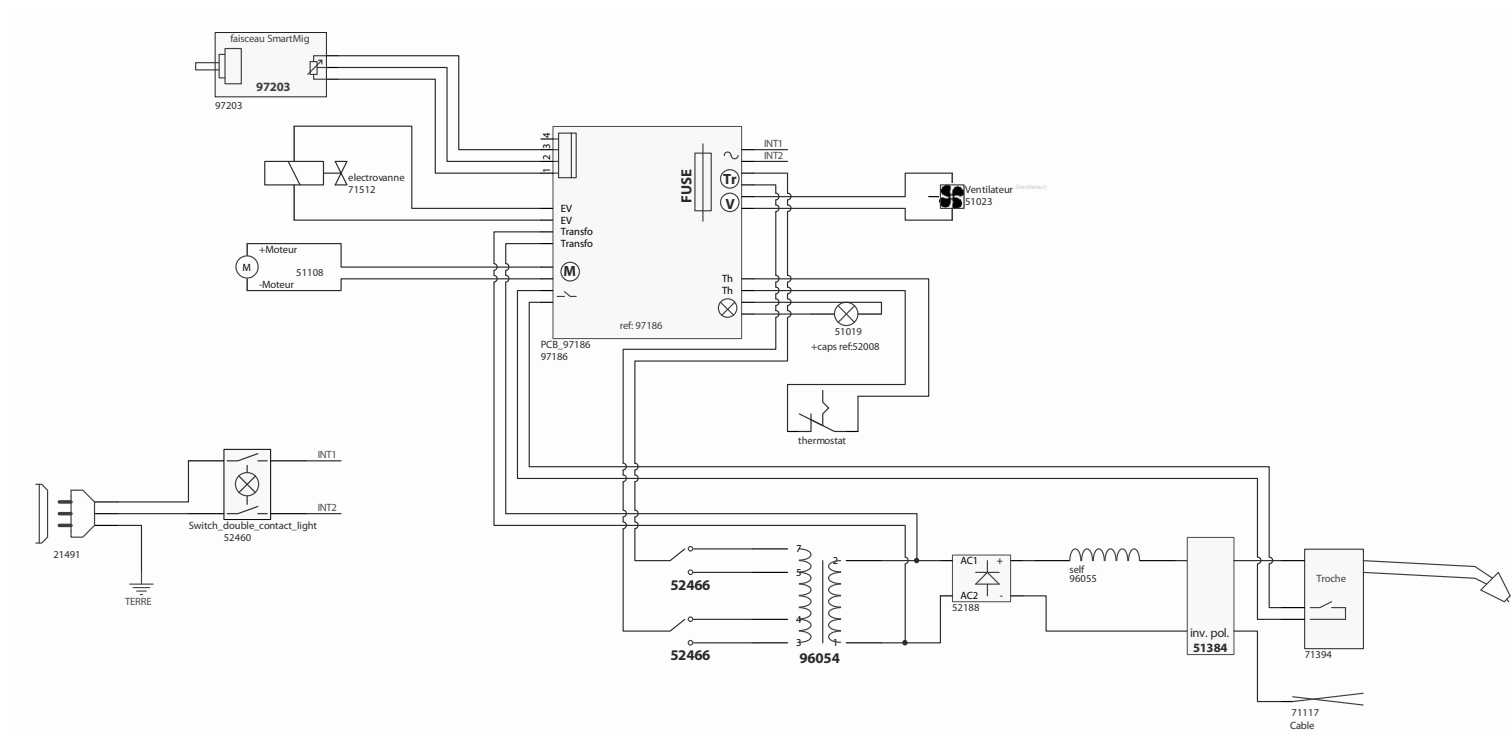 faisceau SmartMig
97203
97203
electrovanne
71512
+Moteur
M
51108
-Moteur
4
3
2
1
EV
EV
Transfo
Transfo
M
FUSE
Tr
V
Th
Th
ref: 97186
PCB_97186
97186
INT1
INT2
Ventilateur
51023
51019
+caps ref:52008
thermostat
INT1
INT2
Switch_double_contact_light
52460
21491
TERRE
52466
52466
7
5
4
3
2
1
96054
AC1 +
AC2 -
52188
self
96055
inv. pol.
51384
Troche
71394
71117
Cable